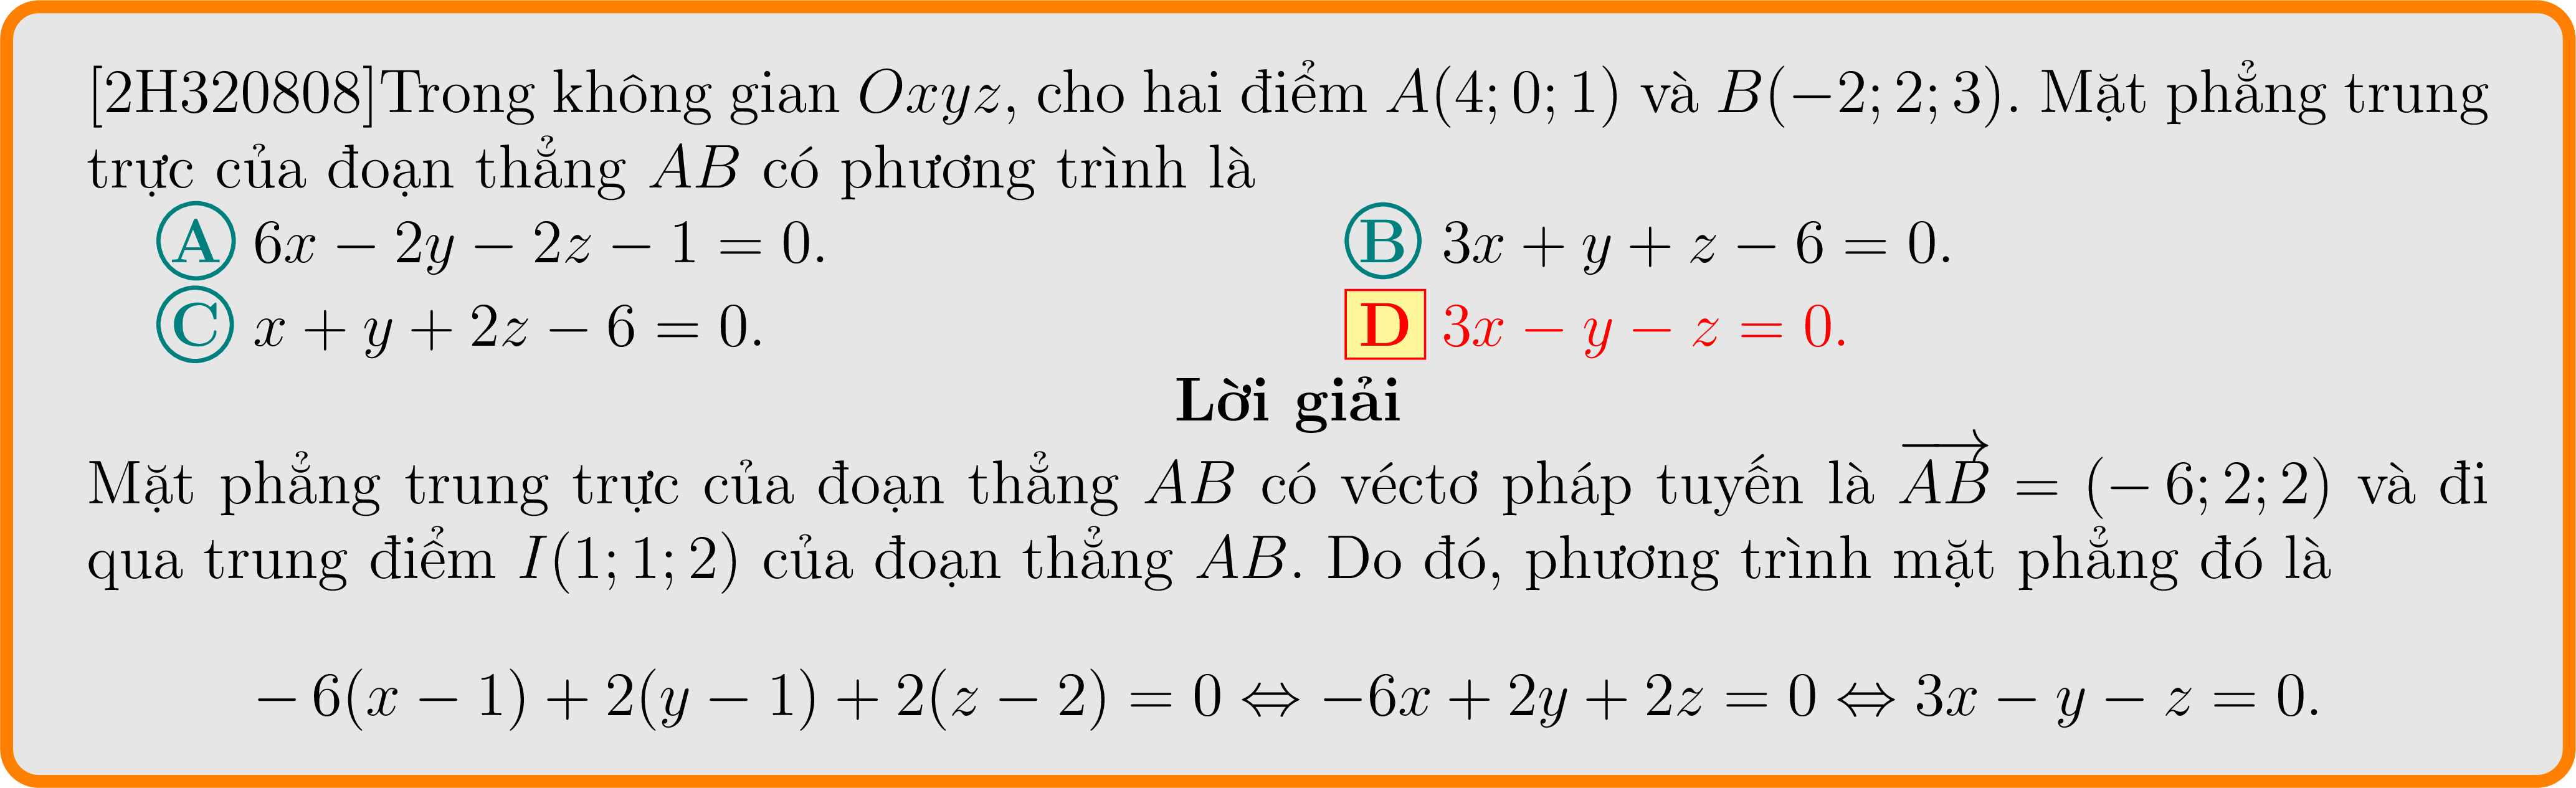 [2H320808]Trong không gian Oxyz, cho hai điểm A(4; 0; 1) và B(−2; 2; 3). Mặt phẳng trung
trực của đoạn thẳng AB có phương trình là
A 6x − 2y − 2z − 1 = 0. B 3x + y + z − 6 = 0.
C x + y + 2z − 6 = 0. D 3x − y − z = 0.
Lời giải
Mặt phẳng trung trực của đoạn thẳng AB có véctơ pháp tuyến là \overrightarrow{AB} = (− 6; 2; 2) và đi
qua trung điểm I(1; 1; 2) của đoạn thẳng AB. Do đó, phương trình mặt phẳng đó là
− 6(x − 1) + 2(y − 1) + 2(z − 2) = 0 ⇔ −6x + 2y + 2z = 0 ⇔ 3x − y − z = 0.